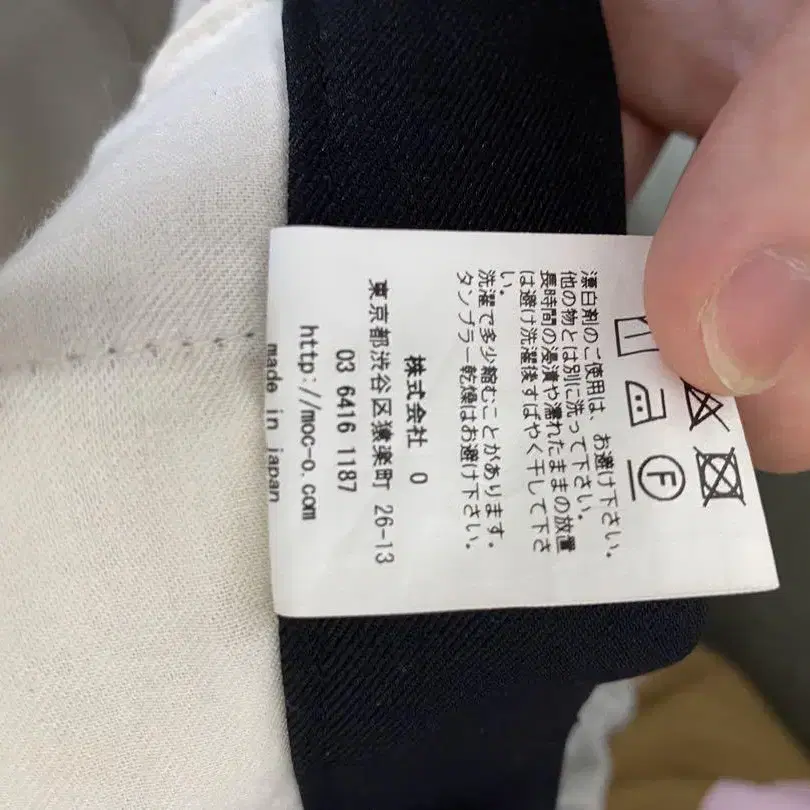 漂白剤のご使用は、お避け下さい。
他の物とは別に洗って下さい。
長時間の浸漬や濡れたままの放置
は避け洗濯後すばやく干して下さ
い。
洗濯で多少縮むことがあります。
タンブラー乾燥はお避け下さい。
株式会社 O
東京都渋谷区猿楽町 26-13
03 6416 1187
http://moc-o.com
made in japan
F